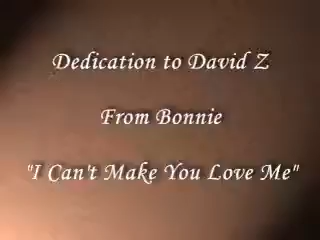 Dedication to David Z
From Bonnie
"I Can't Make You Love Me"